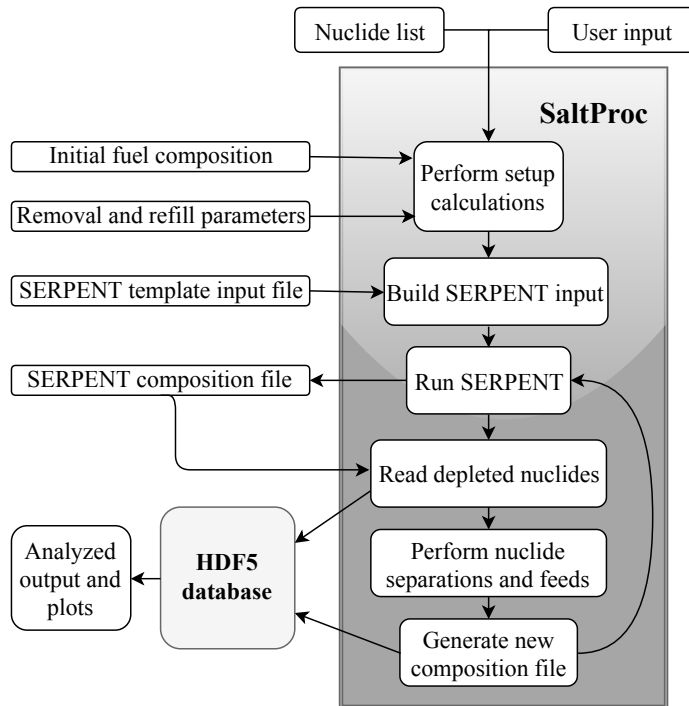 Nuclide list
User input
SaltProc
Initial fuel composition
Perform setup
calculations
Removal and refill parameters
SERPENT template input file
Build SERPENT input
SERPENT composition file
Run SERPENT
Read depleted nuclides
Analyzed
output and
plots
HDF5
database
Perform nuclide
separations and feeds
Generate new
composition file